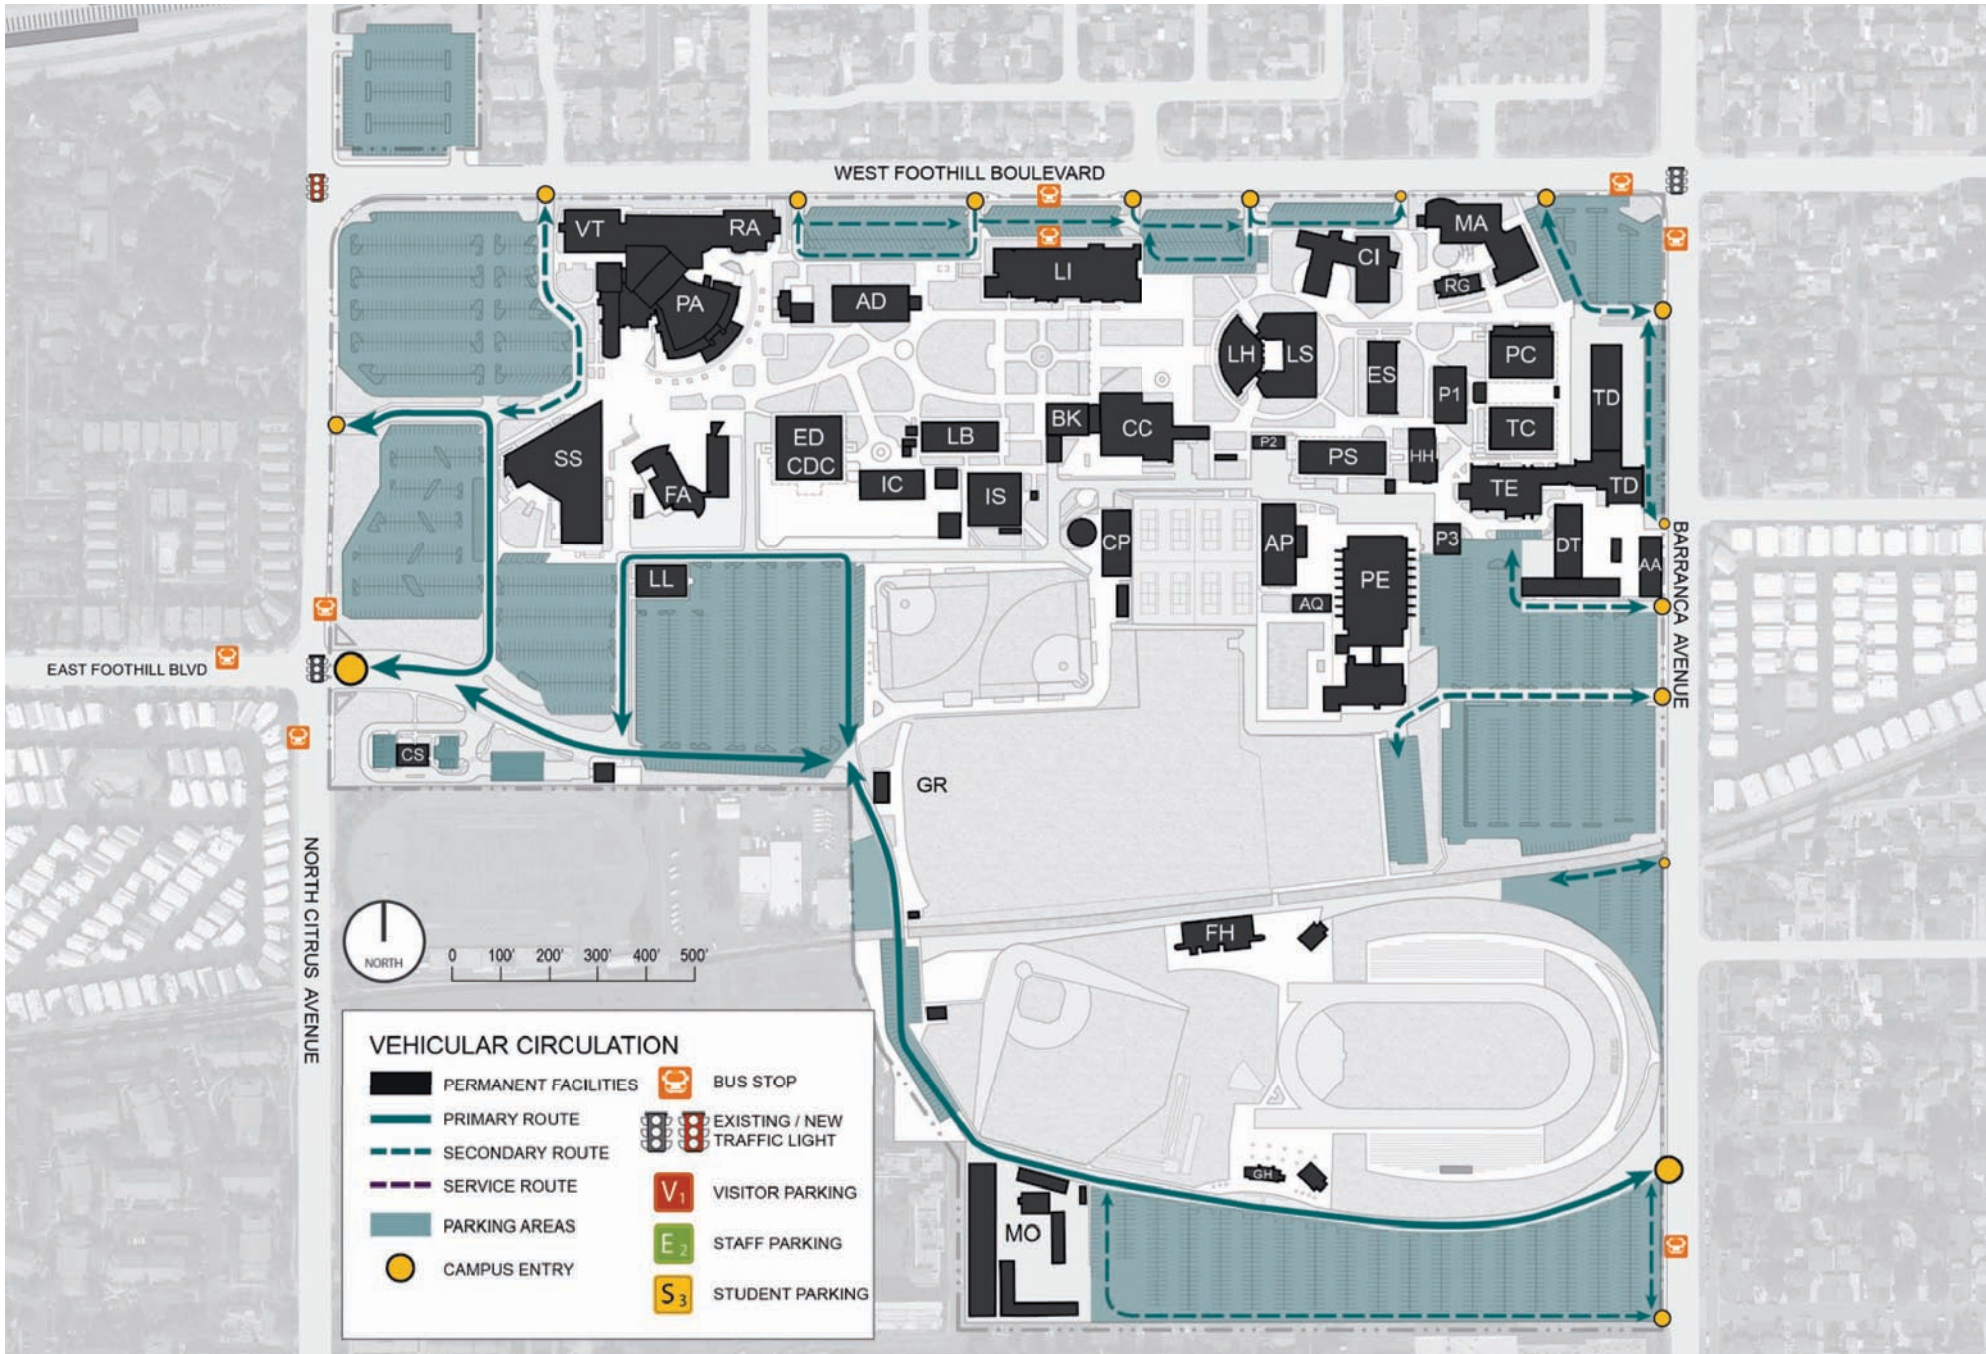 WEST FOOTHILL BOULEVARD
VT
RA
MA
CI
LI
RG
PA
AD
LH
LS
ES
PC
P1
TD
BK
CC
TC
ED
CDC
LB
P2
PS
HH
SS
FA
IC
IS
TE
TD
CP
AP
P3
DT
AA
LL
PE
AQ
BARRANCA AVENUE
EAST FOOTHILL BLVD
CS
GR
NORTH CITRUS AVENUE
FH
NORTH
0 100' 200' 300' 400' 500'
GH
MO
VEHICULAR CIRCULATION
PERMANENT FACILITIES
PRIMARY ROUTE
SECONDARY ROUTE
SERVICE ROUTE
PARKING AREAS
CAMPUS ENTRY
BUS STOP
EXISTING / NEW
TRAFFIC LIGHT
V1 VISITOR PARKING
E2 STAFF PARKING
S3 STUDENT PARKING